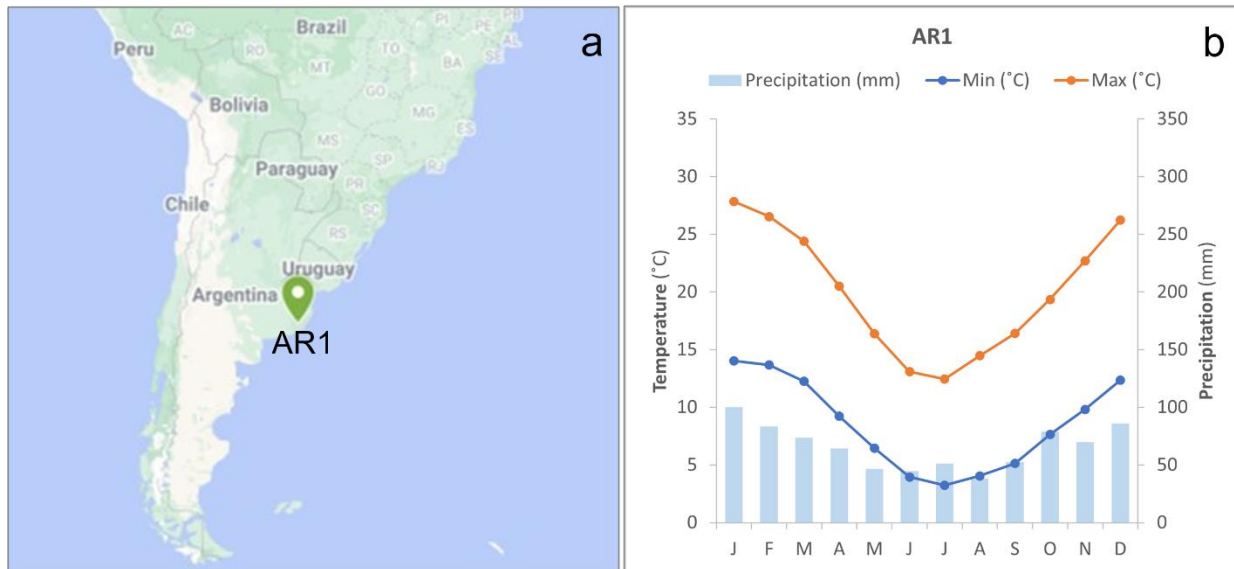 a
Brazil
PB
PI
PE
AC
AL
TO
Peru
RO
SE
BA
MT
GO
Bolivia
MG
ES
MS
SP
RJ
Paraguay
PR
Chile
SC
RS
Uruguay
Argentina
AR1
b
AR1
Precipitation (mm) Min (˚C) Max (˚C)
35 350
30 300
25 250
20 200
15 150
10 100
5 50
0 0
Temperature (˚C)
Precipitation (mm)
J F M A M J J A S O N D